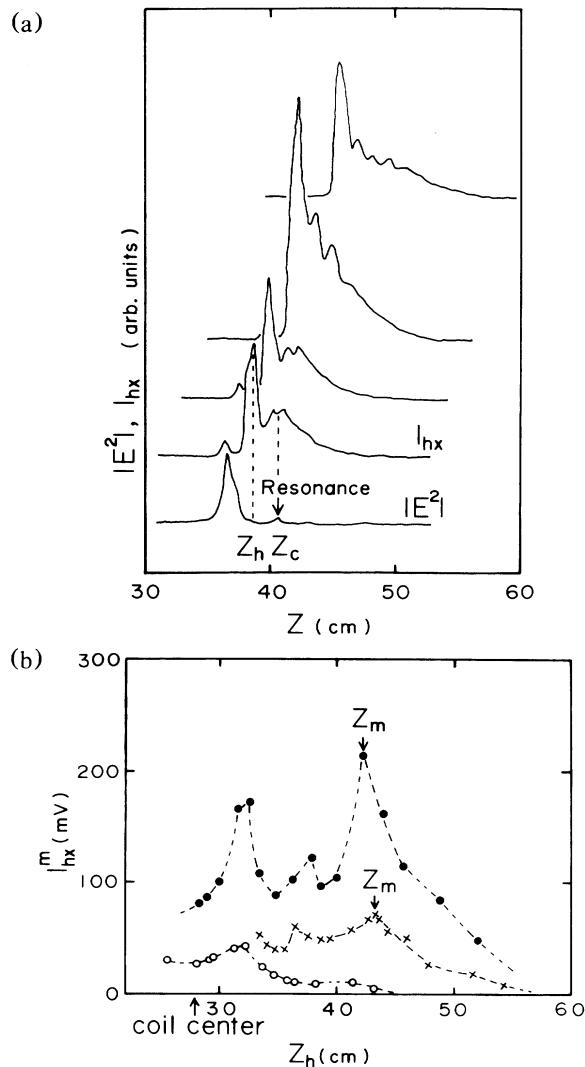 (a)
|E²|, I_hx (arb. units)
I_hx
Resonance
|E²|
Z_h Z_c
30 40 50 60
Z (cm)
(b)
300
Z_m
200
I^m_hx (mV)
100
Z_m
0
30 40 50 60
coil center
Z_h (cm)